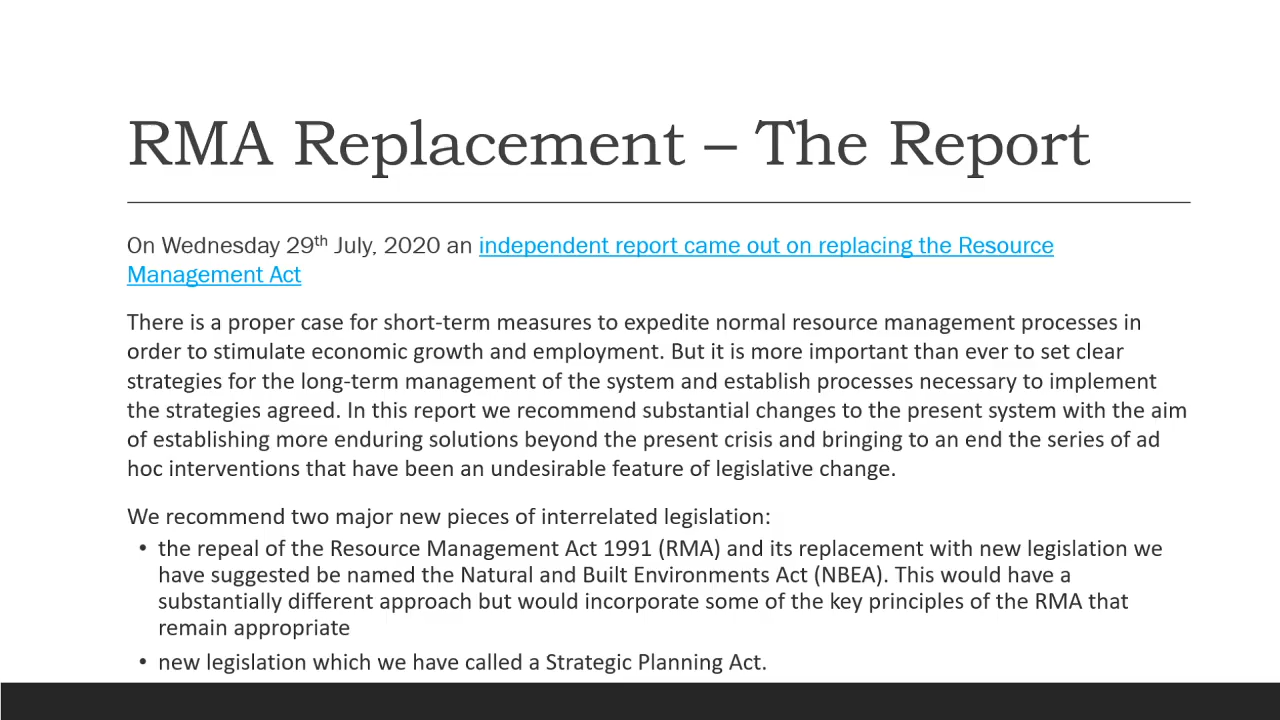 RMA Replacement – The Report
On Wednesday 29th July, 2020 an independent report came out on replacing the Resource
Management Act
There is a proper case for short-term measures to expedite normal resource management processes in
order to stimulate economic growth and employment. But it is more important than ever to set clear
strategies for the long-term management of the system and establish processes necessary to implement
the strategies agreed. In this report we recommend substantial changes to the present system with the aim
of establishing more enduring solutions beyond the present crisis and bringing to an end the series of ad
hoc interventions that have been an undesirable feature of legislative change.
We recommend two major new pieces of interrelated legislation:
• the repeal of the Resource Management Act 1991 (RMA) and its replacement with new legislation we
have suggested be named the Natural and Built Environments Act (NBEA). This would have a
substantially different approach but would incorporate some of the key principles of the RMA that
remain appropriate
• new legislation which we have called a Strategic Planning Act.